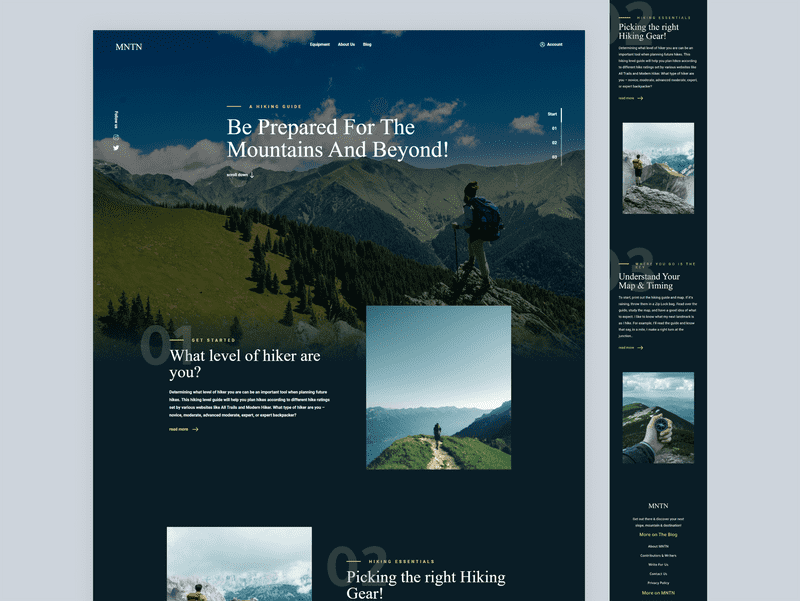 MNTN
Equipment
About Us
Blog
Account
Follow us
A HIKING GUIDE
Be Prepared For The
Mountains And Beyond!
scroll down
Start
01
02
03
01
GET STARTED
What level of hiker are
you?
Determining what level of hiker you are can be an important tool when planning future
hikes. This hiking level guide will help you plan hikes according to different hike ratings
set by various websites like All Trails and Modern Hiker. What type of hiker are you –
novice, moderate, advanced moderate, expert, or expert backpacker?
read more
02
HIKING ESSENTIALS
Picking the right Hiking
Gear!
02
HIKING ESSENTIALS
Picking the right
Hiking Gear!
Determining what level of hiker you are can be an
important tool when planning future hikes. This
hiking level guide will help you plan hikes according
to different hike ratings set by various websites like
All Trails and Modern Hiker. What type of hiker are
you – novice, moderate, advanced moderate, expert,
or expert backpacker?
read more
03
WHERE YOU GO IS THE
KEY
Understand Your
Map & Timing
To start, print out the hiking guide and map. If it's
raining, throw them in a Zip-Lock bag. Read over the
guide, study the map, and have a good idea of what
to expect. I like to know what my next landmark is
as I hike. For example, I'll read the guide and know
that say, in a mile, I make a right turn at the
junction..
read more
MNTN
Get out there & discover your next
slope, mountain & destination!
More on The Blog
About MNTN
Contributors & Writers
Write For Us
Contact Us
Privacy Policy
More on MNTN